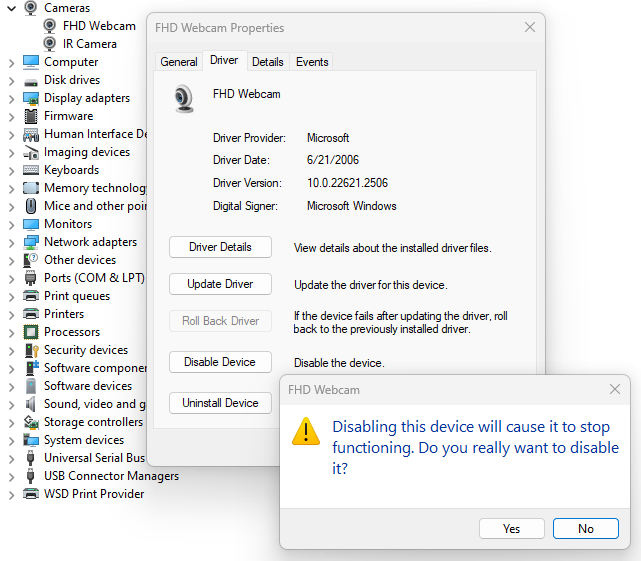 Cameras
FHD Webcam
IR Camera
Computer
Disk drives
Display adapters
Firmware
Human Interface De
Imaging devices
Keyboards
Memory technology
Mice and other poi
Monitors
Network adapters
Other devices
Ports (COM & LPT)
Print queues
Printers
Processors
Security devices
Software componen
Software devices
Sound, video and g
Storage controllers
System devices
Universal Serial Bus
USB Connector Managers
WSD Print Provider
FHD Webcam Properties
General Driver Details Events
FHD Webcam
Driver Provider: Microsoft
Driver Date: 6/21/2006
Driver Version: 10.0.22621.2506
Digital Signer: Microsoft Windows
Driver Details View details about the installed driver files.
Update Driver Update the driver for this device.
Roll Back Driver If the device fails after updating the driver, roll
back to the previously installed driver.
Disable Device Disable the device.
Uninstall Device
FHD Webcam
Disabling this device will cause it to stop
functioning. Do you really want to disable
it?
Yes No